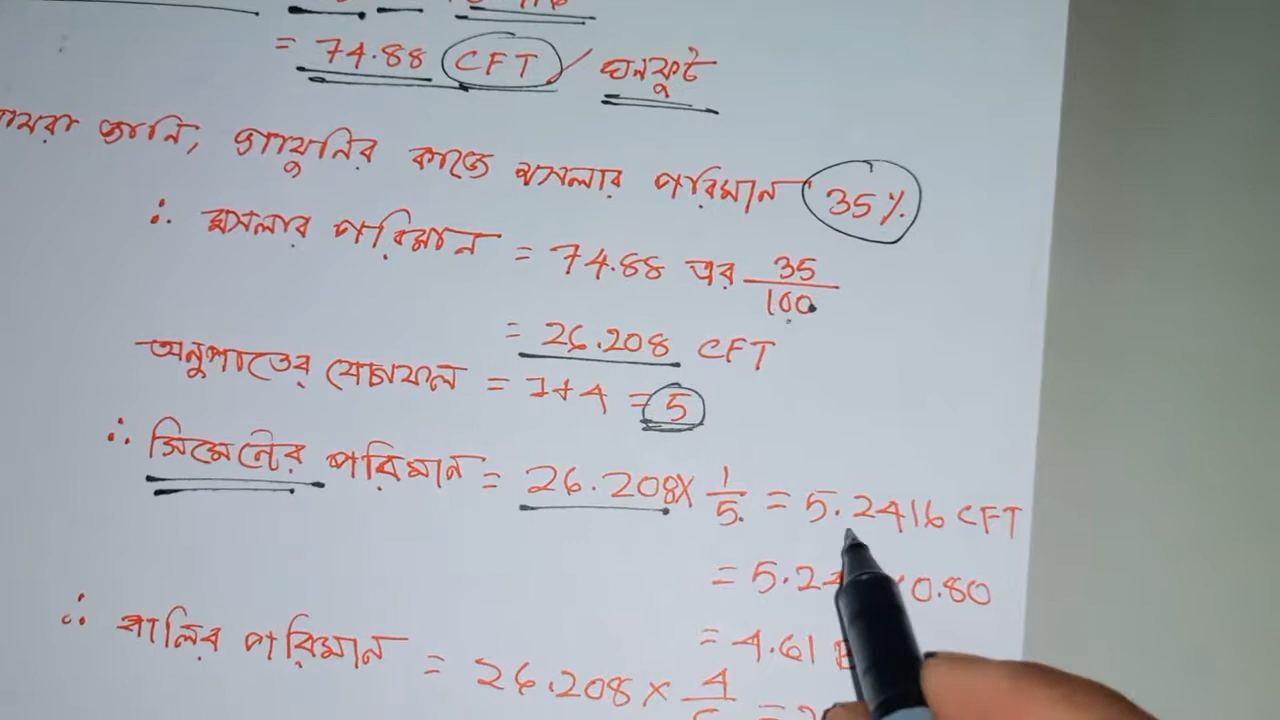 = 74.88 CFT / ঘনফুট
আমরা জানি, গাথুনির কাজে মসলার পরিমান 35%
∴ মসলার পরিমান = 74.88 এর 35/100
= 26.208 CFT
অনুপাতের যোগফল = 1+4 = 5
∴ সিমেন্টের পরিমান = 26.208 × 1/5 = 5.2416 CFT
= 5.24 0.80
= 4.61
∴ বালির পরিমান = 26.208 × 4/5 =